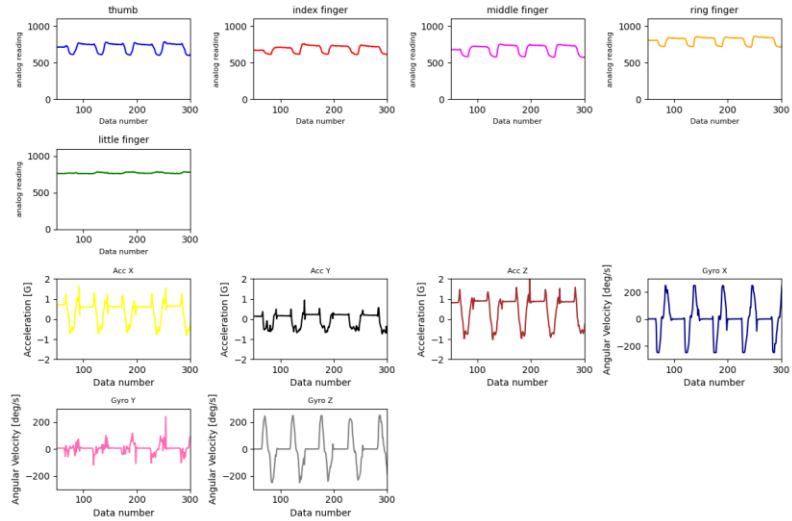 thumb
analog reading
1000
500
0
100
200
300
Data number
index finger
analog reading
1000
500
0
100
200
300
Data number
middle finger
analog reading
1000
500
0
100
200
300
Data number
ring finger
analog reading
1000
500
0
100
200
300
Data number
little finger
analog reading
1000
500
0
100
200
300
Data number
Acc X
Acceleration [G]
2
1
0
−1
−2
100
200
300
Data number
Acc Y
Acceleration [G]
2
1
0
−1
−2
100
200
300
Data number
Acc Z
Acceleration [G]
2
1
0
−1
−2
100
200
300
Data number
Gyro X
Angular Velocity [deg/s]
200
0
−200
100
200
300
Data number
Gyro Y
Angular Velocity [deg/s]
200
0
−200
100
200
300
Data number
Gyro Z
Angular Velocity [deg/s]
200
0
−200
100
200
300
Data number